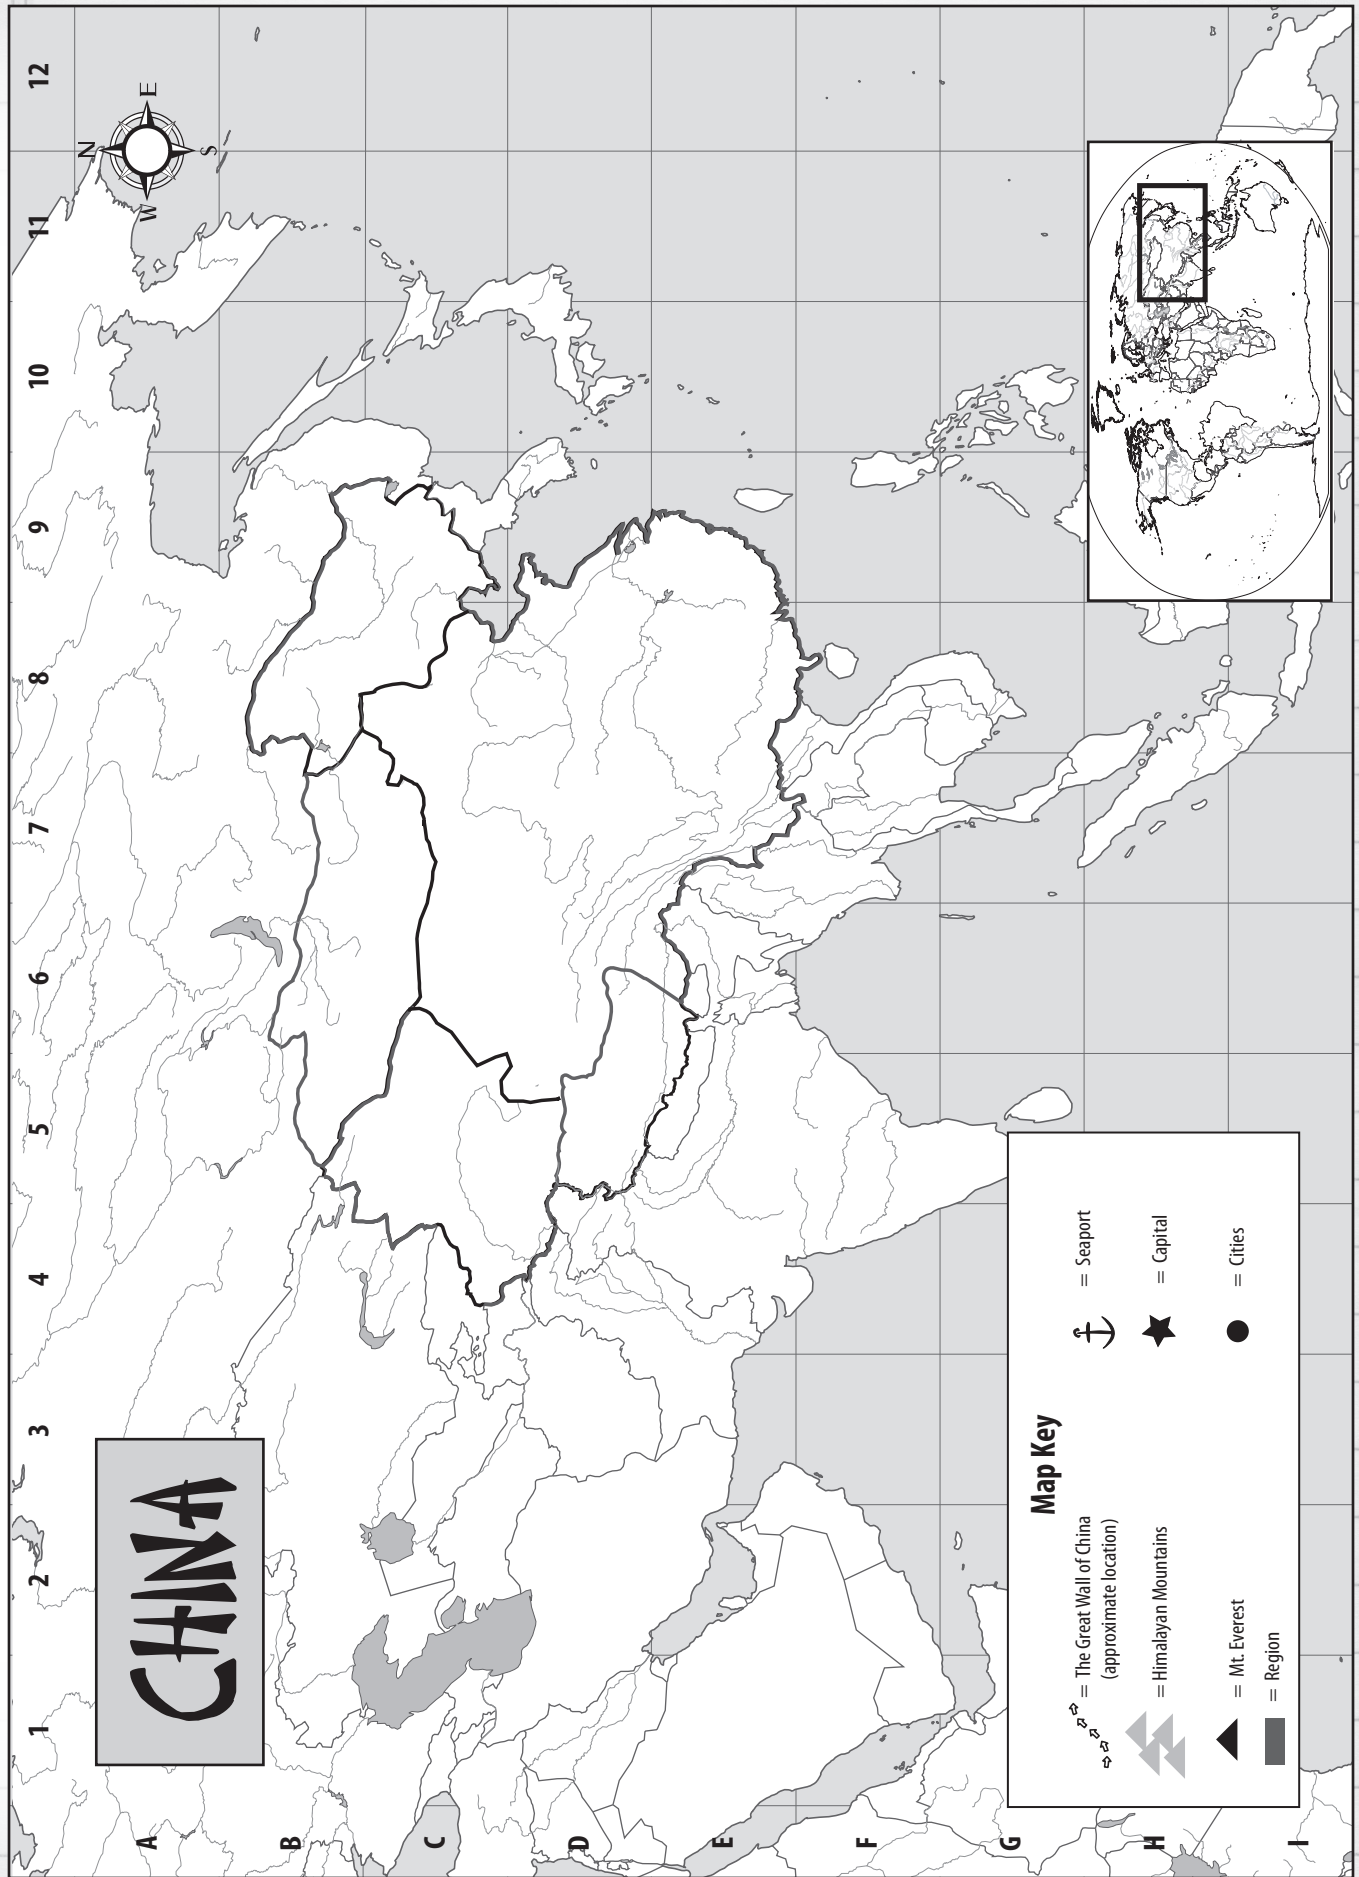 CHINA
N
E
S
W
1 2 3 4 5 6 7 8 9 10 11 12
A
B
C
D
E
F
G
H
I
Map Key
= The Great Wall of China
(approximate location)
= Himalayan Mountains
= Mt. Everest
= Region
= Seaport
= Capital
= Cities